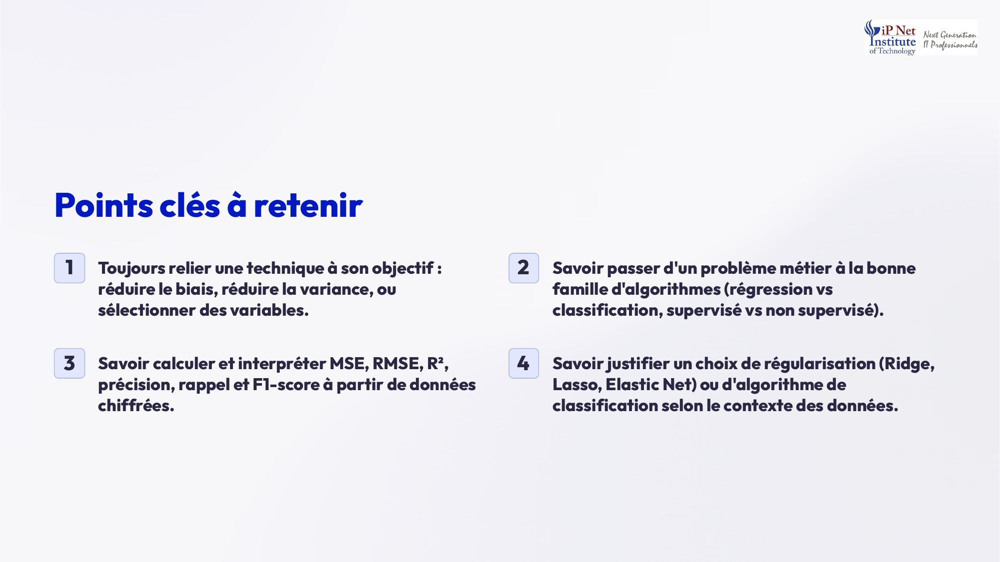 iP Net
Institute
of Technology
Next Generation
IT Professionnels
Points clés à retenir
1
Toujours relier une technique à son objectif :
réduire le biais, réduire la variance, ou
sélectionner des variables.
2
Savoir passer d'un problème métier à la bonne
famille d'algorithmes (régression vs
classification, supervisé vs non supervisé).
3
Savoir calculer et interpréter MSE, RMSE, R²,
précision, rappel et F1-score à partir de données
chiffrées.
4
Savoir justifier un choix de régularisation (Ridge,
Lasso, Elastic Net) ou d'algorithme de
classification selon le contexte des données.